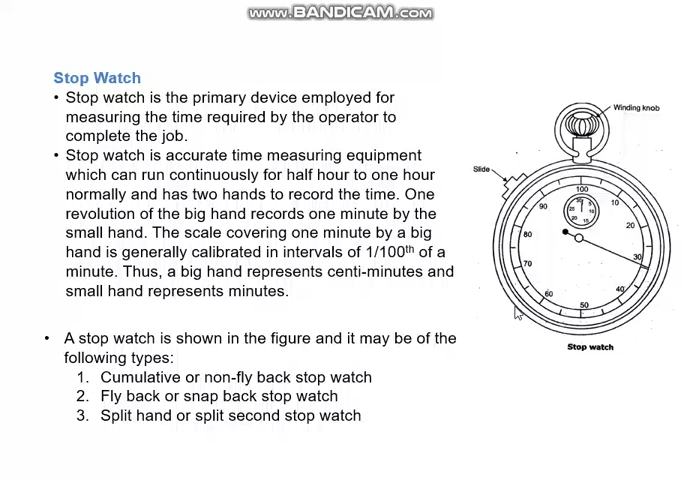 www.BANDICAM.com
Stop Watch
• Stop watch is the primary device employed for
measuring the time required by the operator to
complete the job.
• Stop watch is accurate time measuring equipment
which can run continuously for half hour to one hour
normally and has two hands to record the time. One
revolution of the big hand records one minute by the
small hand. The scale covering one minute by a big
hand is generally calibrated in intervals of 1/100th of a
minute. Thus, a big hand represents centi-minutes and
small hand represents minutes.
• A stop watch is shown in the figure and it may be of the
following types:
1. Cumulative or non-fly back stop watch
2. Fly back or snap back stop watch
3. Split hand or split second stop watch
Winding knob
Slide
100
90
10
30
5
25
10
20
15
20
80
30
70
40
60
50
Stop watch